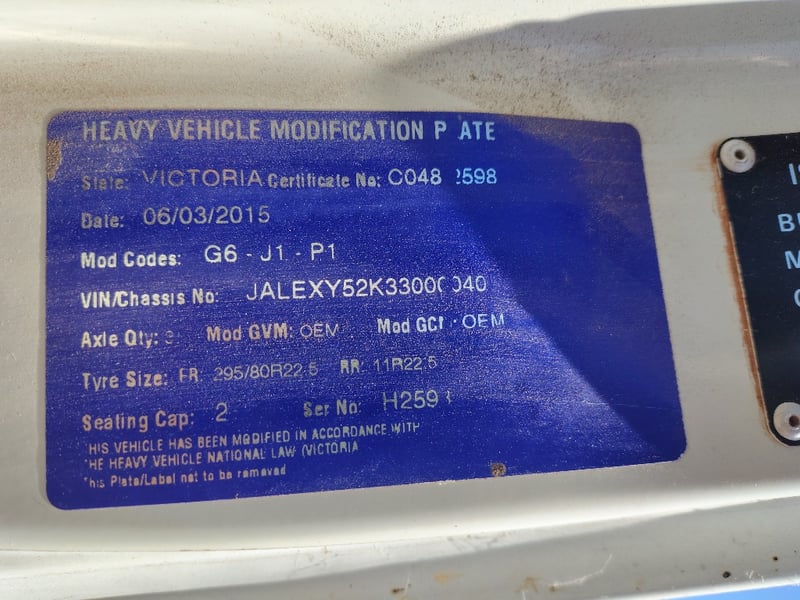 HEAVY VEHICLE MODIFICATION P ATE
State: VICTORIA Certificate No: C048 2598
Date: 06/03/2015
Mod Codes: G6 - J1 - P1
VIN/Chassis No:
Axle Qty: Mod GVM: OEM Mod GCM: OEM
Tyre Size: FR 295/80R22.5 RR: 11R22.5
Seating Cap: 2 Ser No:
THIS VEHICLE HAS BEEN MODIFIED IN ACCORDANCE WITH
THE HEAVY VEHICLE NATIONAL LAW (VICTORIA
This Plate/Label not to be removed